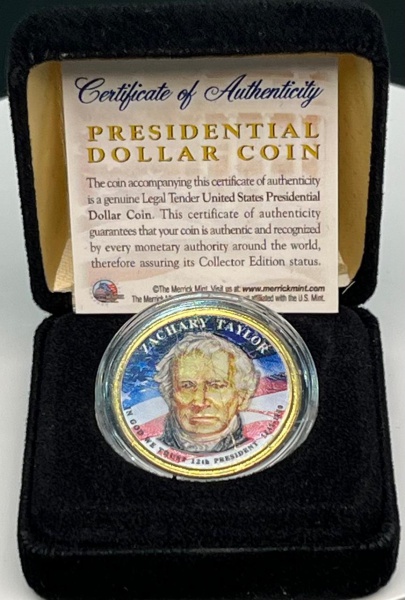 Certificate of Authenticity
PRESIDENTIAL
DOLLAR COIN
The coin accompanying this certificate of authenticity
is a genuine Legal Tender United States Presidential
Dollar Coin. This certificate of authenticity
guarantees that your coin is authentic and recognized
by every monetary authority around the world,
therefore assuring its Collector Edition status.
©The Merrick Mint. Visit us at: www.merrickmint.com
The Merrick affiliated with the U.S. Mint.
ZACHARY TAYLOR
IN GOD WE TRUST 12th PRESIDENT